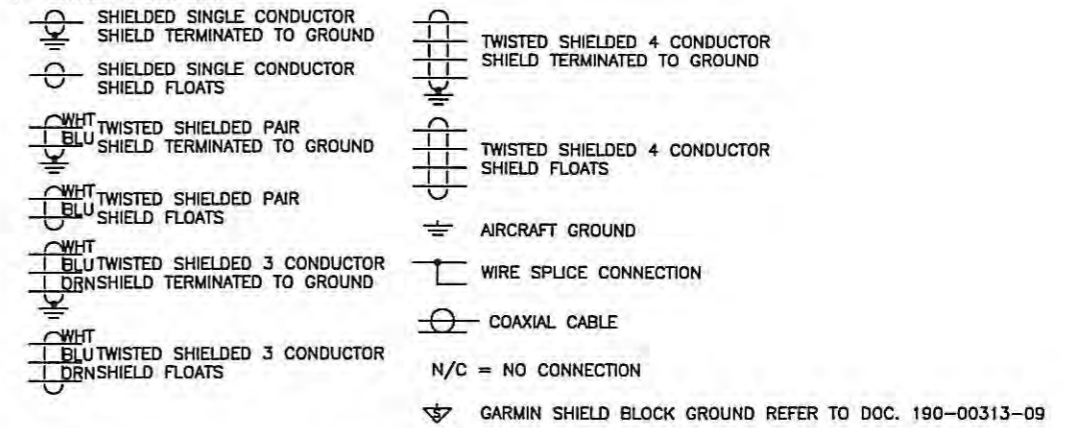 SHIELDED SINGLE CONDUCTOR
SHIELD TERMINATED TO GROUND
SHIELDED SINGLE CONDUCTOR
SHIELD FLOATS
WHT
BLU
TWISTED SHIELDED PAIR
SHIELD TERMINATED TO GROUND
WHT
BLU
TWISTED SHIELDED PAIR
SHIELD FLOATS
WHT
BLU TWISTED SHIELDED 3 CONDUCTOR
ORN SHIELD TERMINATED TO GROUND
WHT
BLU TWISTED SHIELDED 3 CONDUCTOR
ORN SHIELD FLOATS
TWISTED SHIELDED 4 CONDUCTOR
SHIELD TERMINATED TO GROUND
TWISTED SHIELDED 4 CONDUCTOR
SHIELD FLOATS
AIRCRAFT GROUND
WIRE SPLICE CONNECTION
COAXIAL CABLE
N/C = NO CONNECTION
S GARMIN SHIELD BLOCK GROUND REFER TO DOC. 190-00313-09